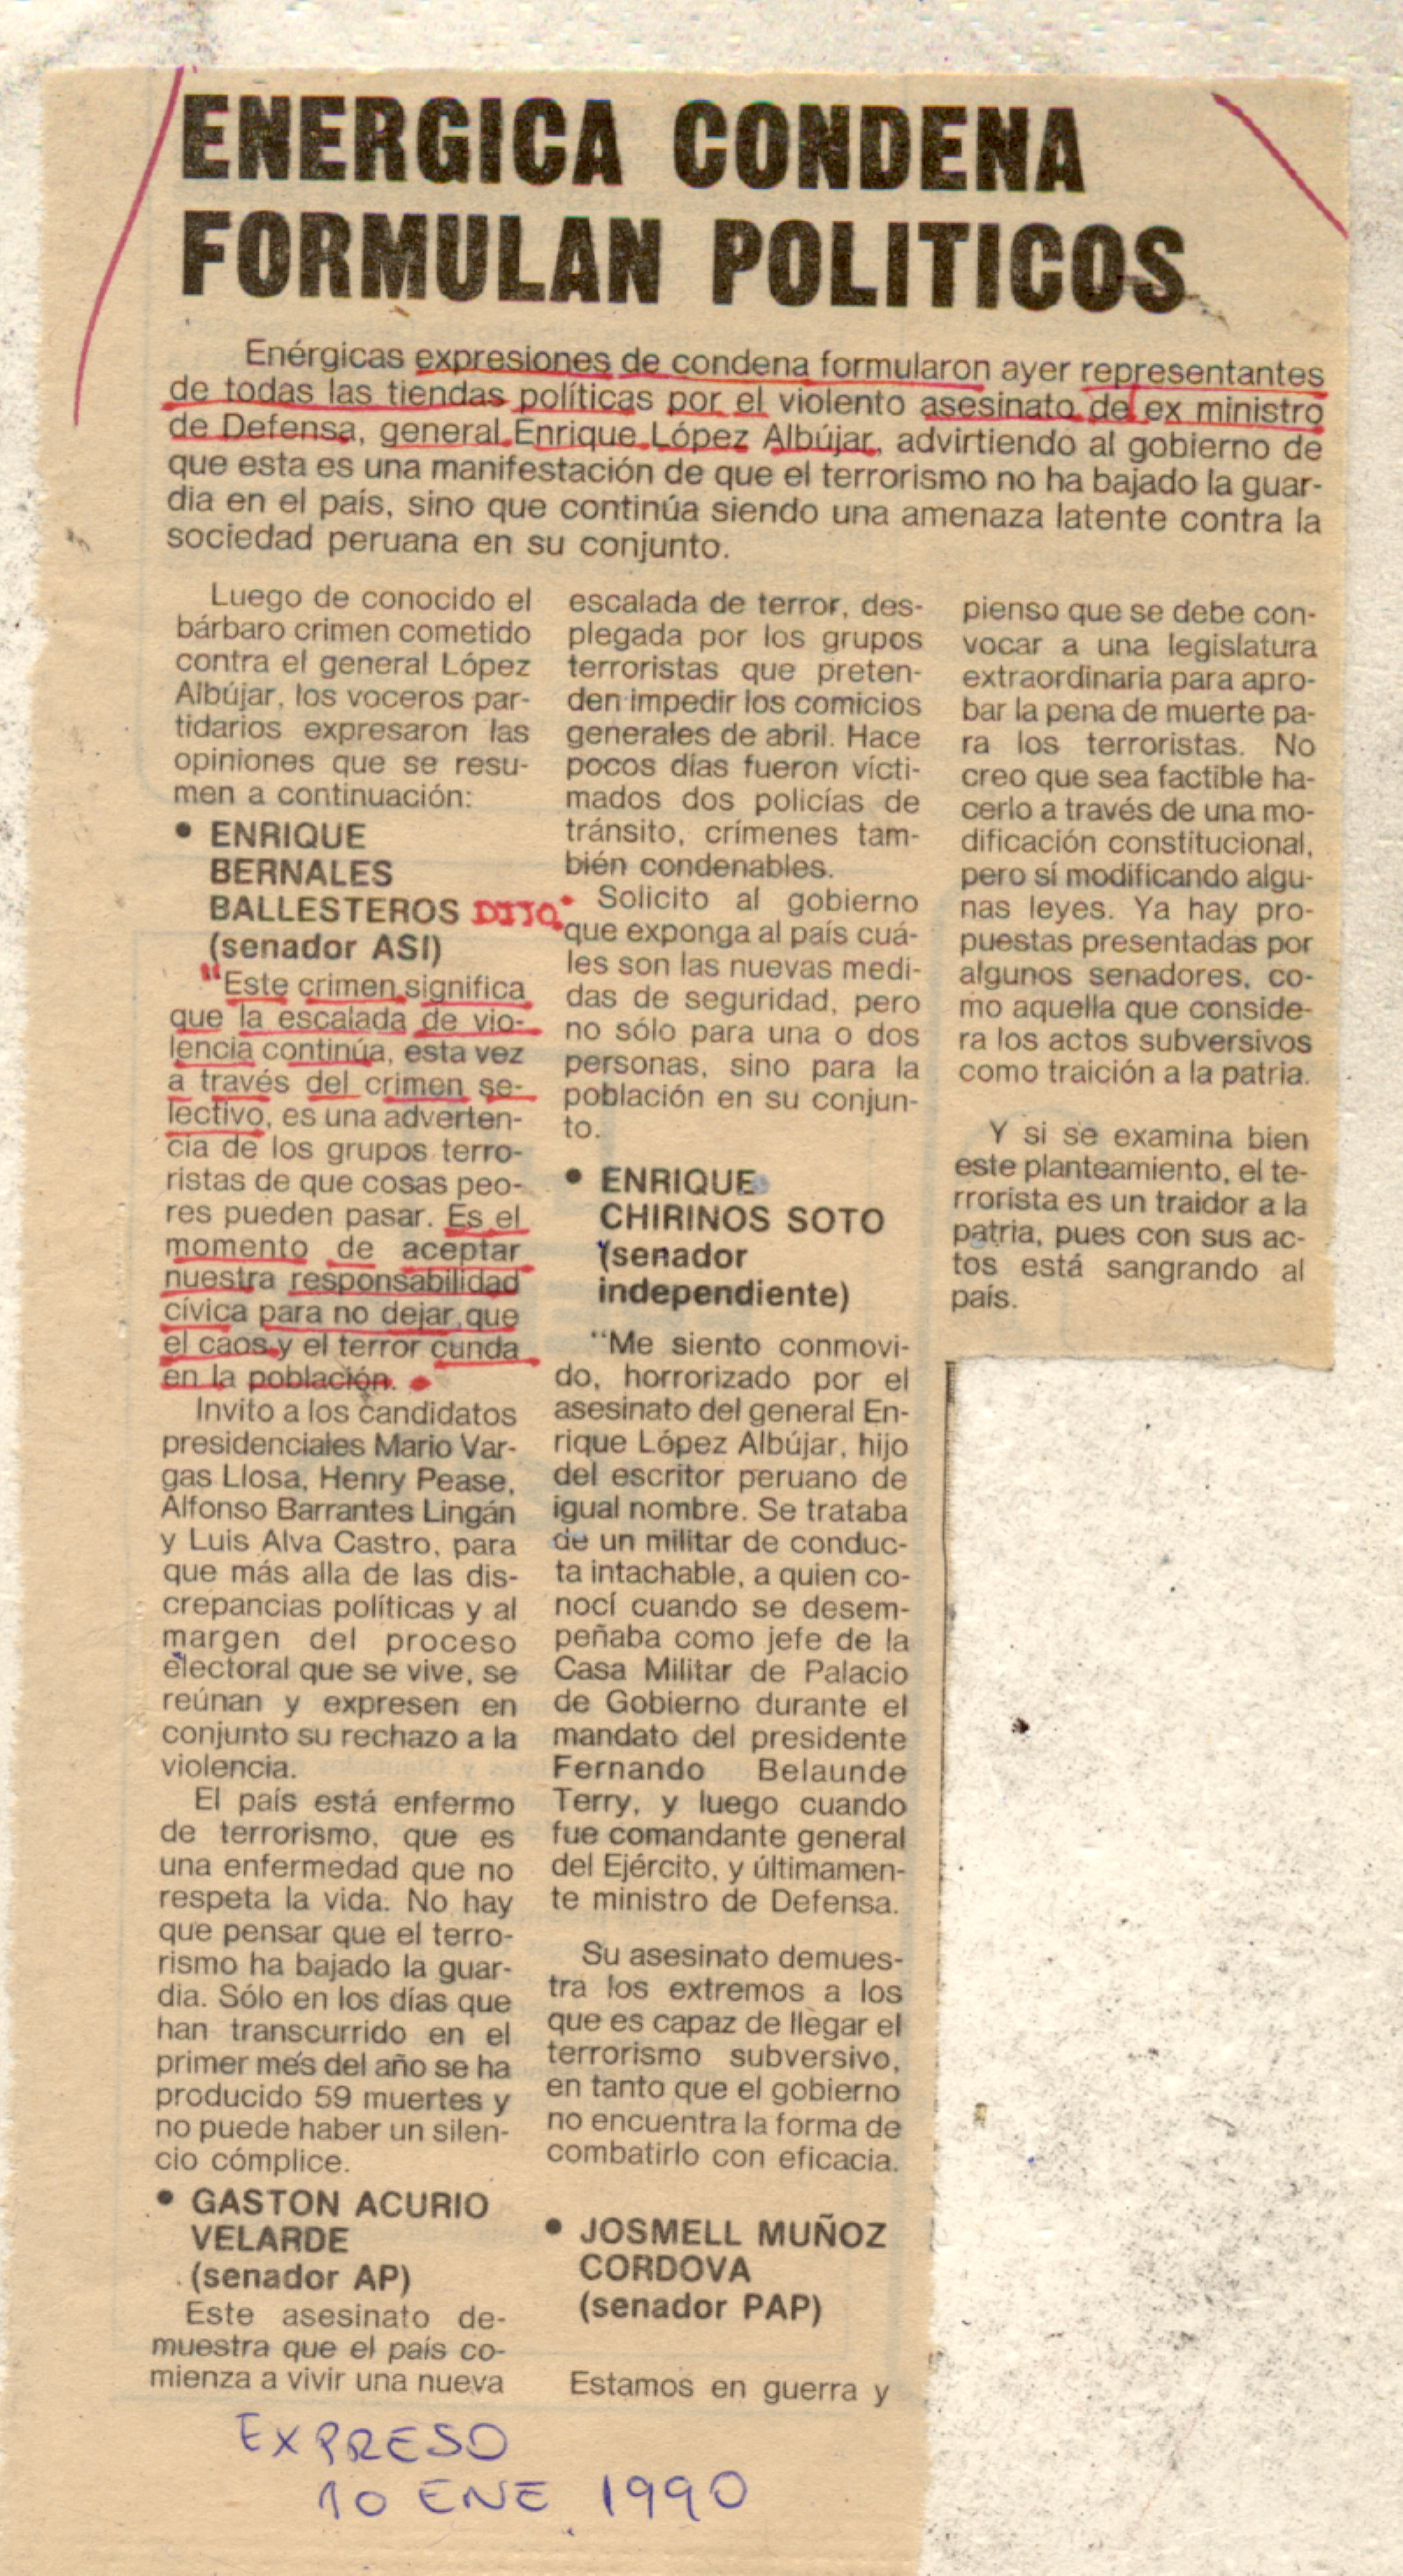 ENERGICA CONDENA
FORMULAN POLITICOS
Enérgicas expresiones de condena formularon ayer representantes
de todas las tiendas políticas por el violento asesinato de ex ministro
de Defensa, general Enrique López Albújar, advirtiendo al gobierno de
que esta es una manifestación de que el terrorismo no ha bajado la guar-
dia en el país, sino que continúa siendo una amenaza latente contra la
sociedad peruana en su conjunto.
Luego de conocido el
bárbaro crimen cometido
contra el general López
Albújar, los voceros par-
tidarios expresaron las
opiniones que se resu-
men a continuación:
• ENRIQUE
BERNALES
BALLESTEROS DIJO:
(senador ASI)
"Este crimen significa
que la escalada de vio-
lencia continúa, esta vez
a través del crimen se-
lectivo, es una adverten-
cia de los grupos terro-
ristas de que cosas peo-
res pueden pasar. Es el
momento de aceptar
nuestra responsabilidad
cívica para no dejar que
el caos y el terror cunda
en la población.
Invito a los candidatos
presidenciales Mario Var-
gas Llosa, Henry Pease,
Alfonso Barrantes Lingán
y Luis Alva Castro, para
que más alla de las dis-
crepancias políticas y al
margen del proceso
electoral que se vive, se
reúnan y expresen en
conjunto su rechazo a la
violencia.
El país está enfermo
de terrorismo, que es
una enfermedad que no
respeta la vida. No hay
que pensar que el terro-
rismo ha bajado la guar-
dia. Sólo en los días que
han transcurrido en el
primer mes del año se ha
producido 59 muertes y
no puede haber un silen-
cio cómplice.
• GASTON ACURIO
VELARDE
(senador AP)
Este asesinato de-
muestra que el país co-
mienza a vivir una nueva
escalada de terror, des-
plegada por los grupos
terroristas que preten-
den impedir los comicios
generales de abril. Hace
pocos días fueron vícti-
mados dos policías de
tránsito, crímenes tam-
bién condenables.
Solicito al gobierno
que exponga al país cuá-
les son las nuevas medi-
das de seguridad, pero
no sólo para una o dos
personas, sino para la
población en su conjun-
to.
• ENRIQUE
CHIRINOS SOTO
(senador
independiente)
"Me siento conmovi-
do, horrorizado por el
asesinato del general En-
rique López Albújar, hijo
del escritor peruano de
igual nombre. Se trataba
de un militar de conduc-
ta intachable, a quien co-
nocí cuando se desem-
peñaba como jefe de la
Casa Militar de Palacio
de Gobierno durante el
mandato del presidente
Fernando Belaunde
Terry, y luego cuando
fue comandante general
del Ejército, y últimamen-
te ministro de Defensa.
Su asesinato demues-
tra los extremos a los
que es capaz de llegar el
terrorismo subversivo,
en tanto que el gobierno
no encuentra la forma de
combatirlo con eficacia.
• JOSMELL MUÑOZ
CORDOVA
(senador PAP)
Estamos en guerra y
pienso que se debe con-
vocar a una legislatura
extraordinaria para apro-
bar la pena de muerte pa-
ra los terroristas. No
creo que sea factible ha-
cerlo a través de una mo-
dificación constitucional,
pero sí modificando algu-
nas leyes. Ya hay pro-
puestas presentadas por
algunos senadores, co-
mo aquella que conside-
ra los actos subversivos
como traición a la patria.
Y si se examina bien
este planteamiento, el te-
rrorista es un traidor a la
patria, pues con sus ac-
tos está sangrando al
país.
EXPRESO
10 ENE. 1990